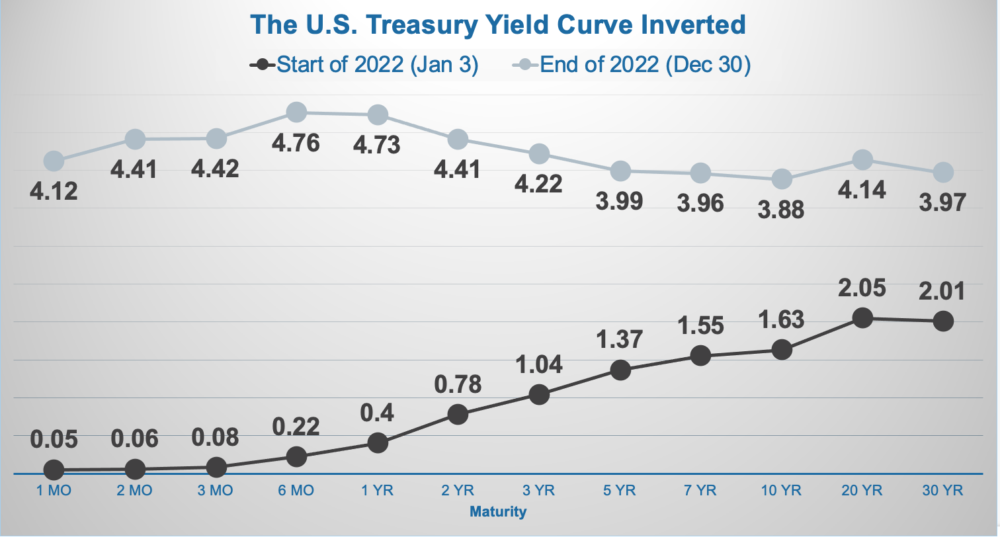 The U.S. Treasury Yield Curve Inverted
Start of 2022 (Jan 3) End of 2022 (Dec 30)
4.12 4.41 4.42 4.76 4.73 4.41 4.22 3.99 3.96 3.88 4.14 3.97
0.05 0.06 0.08 0.22 0.4 0.78 1.04 1.37 1.55 1.63 2.05 2.01
1 MO 2 MO 3 MO 6 MO 1 YR 2 YR 3 YR 5 YR 7 YR 10 YR 20 YR 30 YR
Maturity